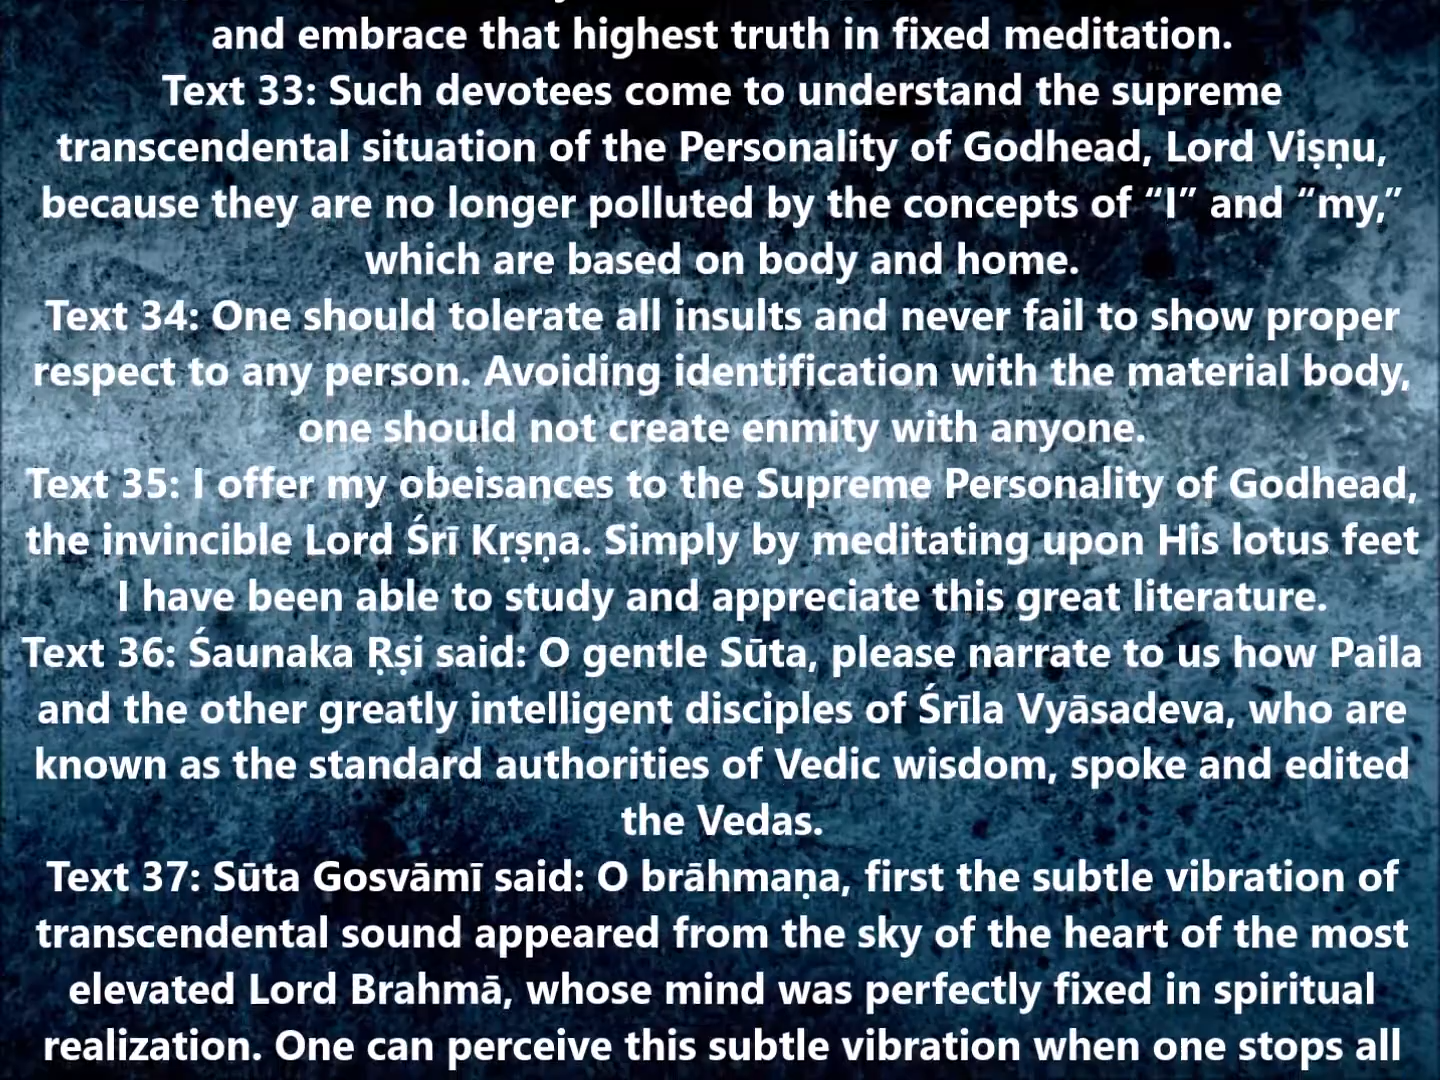 and embrace that highest truth in fixed meditation.
Text 33: Such devotees come to understand the supreme
transcendental situation of the Personality of Godhead, Lord Viṣṇu,
because they are no longer polluted by the concepts of “I” and “my,”
which are based on body and home.
Text 34: One should tolerate all insults and never fail to show proper
respect to any person. Avoiding identification with the material body,
one should not create enmity with anyone.
Text 35: I offer my obeisances to the Supreme Personality of Godhead,
the invincible Lord Śrī Kṛṣṇa. Simply by meditating upon His lotus feet
I have been able to study and appreciate this great literature.
Text 36: Śaunaka Ṛṣi said: O gentle Sūta, please narrate to us how Paila
and the other greatly intelligent disciples of Śrīla Vyāsadeva, who are
known as the standard authorities of Vedic wisdom, spoke and edited
the Vedas.
Text 37: Sūta Gosvāmī said: O brāhmaṇa, first the subtle vibration of
transcendental sound appeared from the sky of the heart of the most
elevated Lord Brahmā, whose mind was perfectly fixed in spiritual
realization. One can perceive this subtle vibration when one stops all